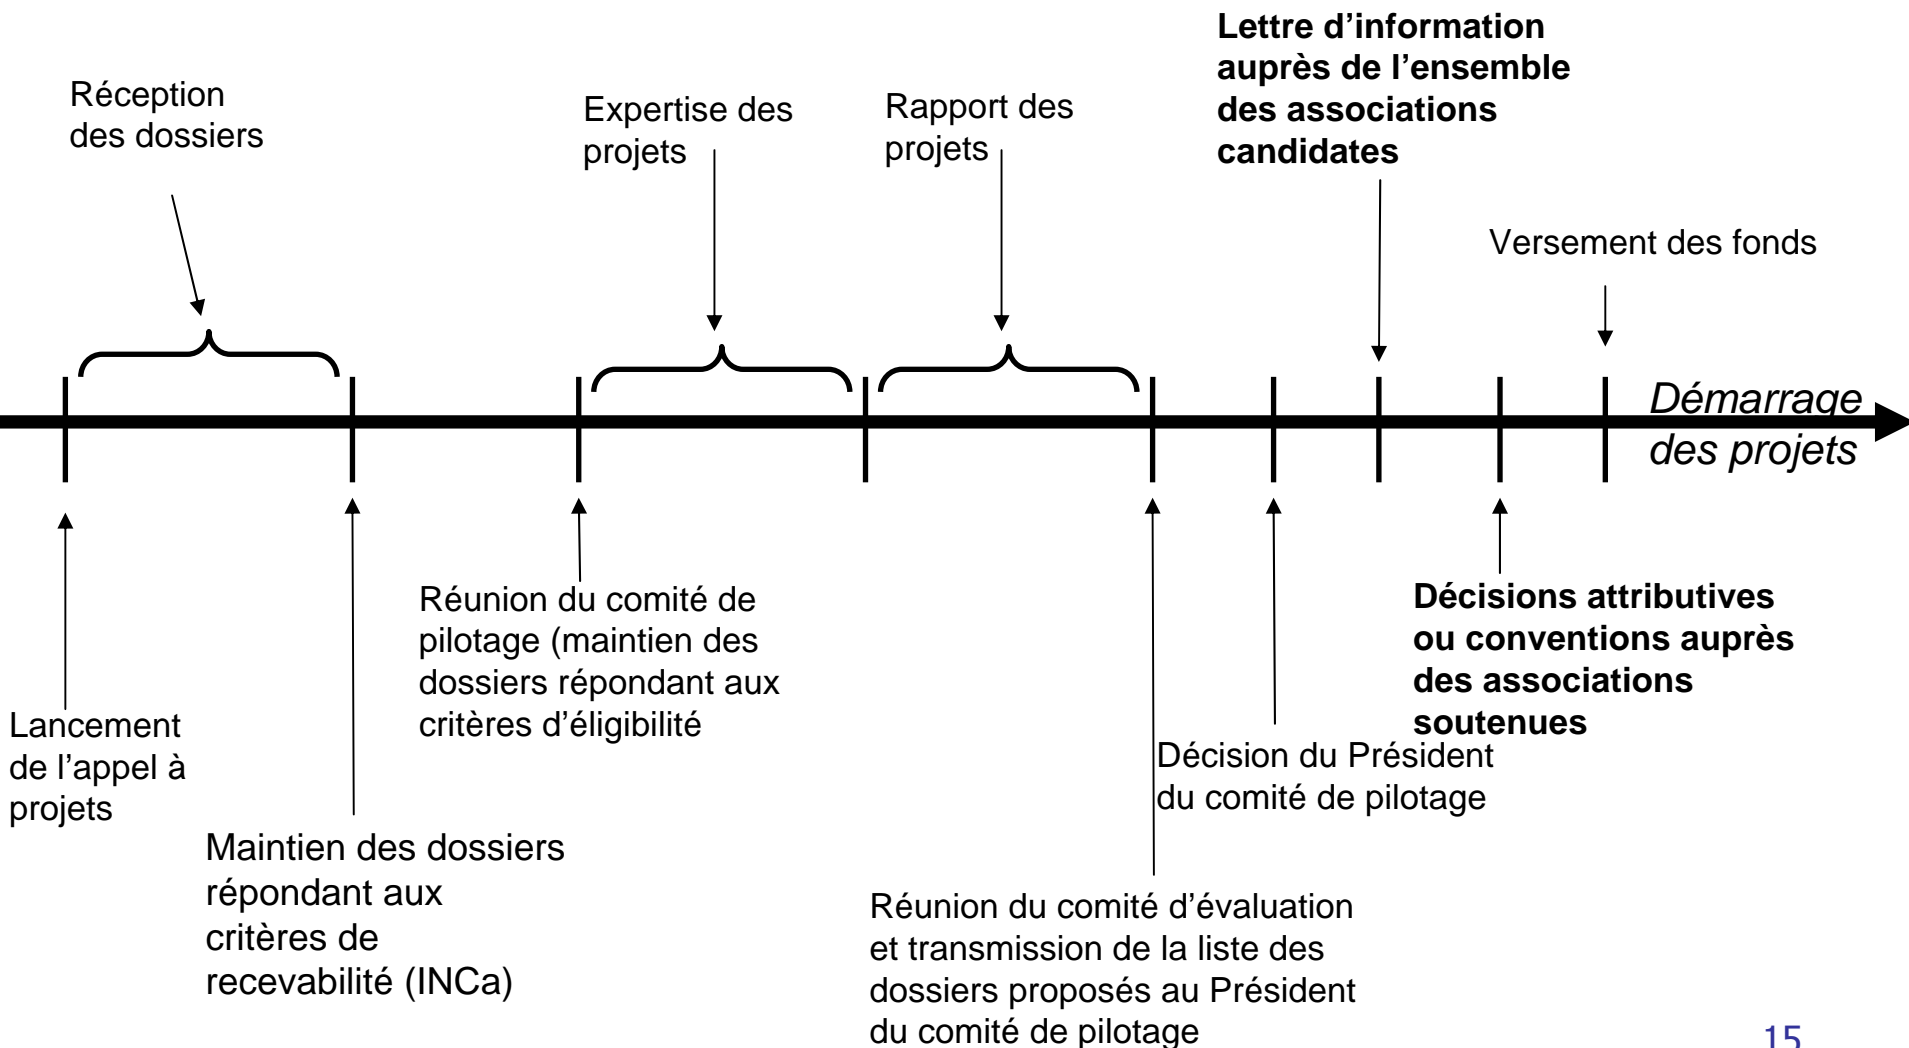 Lettre d’information
auprès de l’ensemble
des associations
candidates
Réception
des dossiers
Expertise des
projets
Rapport des
projets
Versement des fonds
Démarrage
des projets
Lancement
de l’appel à
projets
Maintien des dossiers
répondant aux
critères de
recevabilité (INCa)
Réunion du comité de
pilotage (maintien des
dossiers répondant aux
critères d’éligibilité
Réunion du comité d’évaluation
et transmission de la liste des
dossiers proposés au Président
du comité de pilotage
Décision du Président
du comité de pilotage
Décisions attributives
ou conventions auprès
des associations
soutenues
15